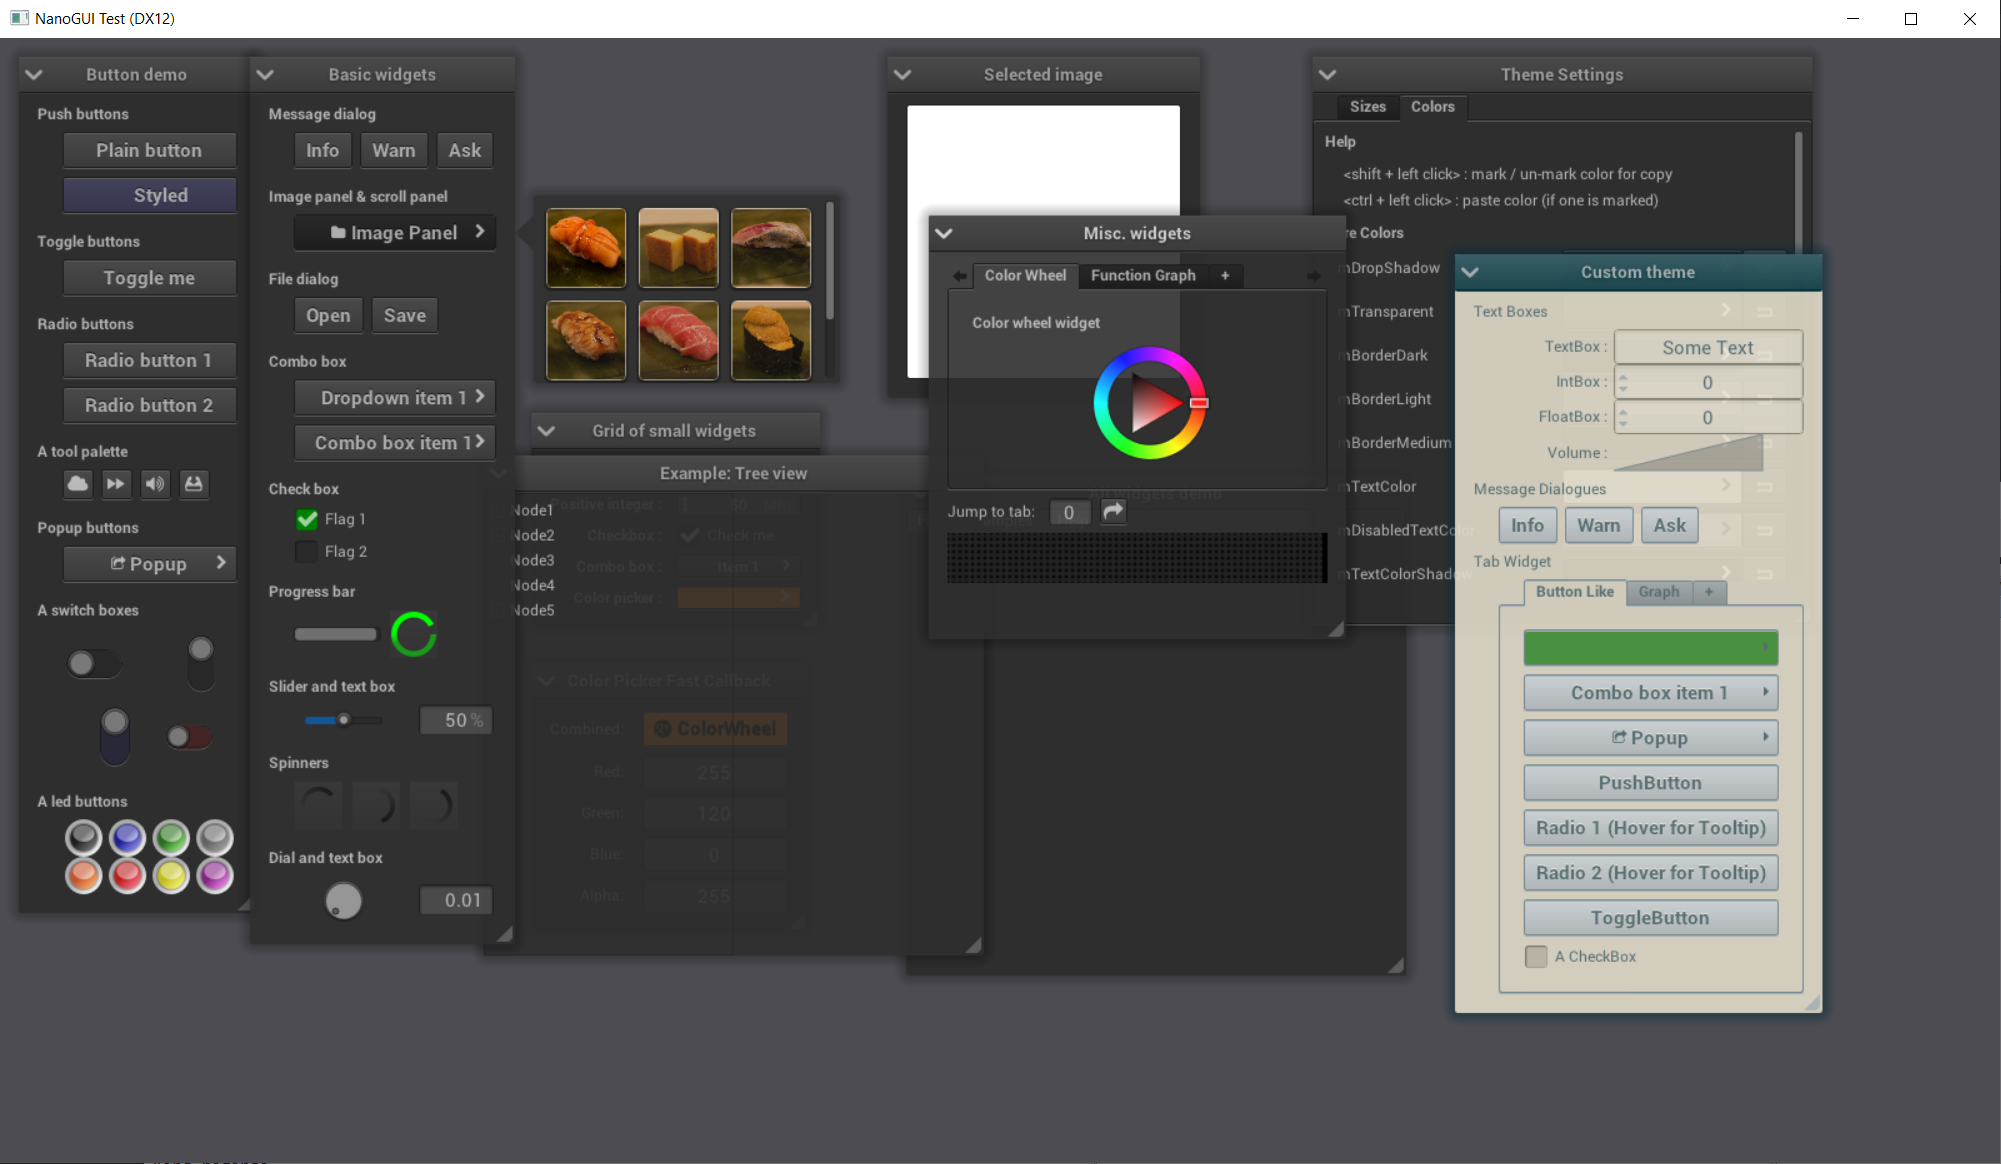 NanoGUI Test (DX12)
Button demo
Push buttons
Plain button
Styled
Toggle buttons
Toggle me
Radio buttons
Radio button 1
Radio button 2
A tool palette
Popup buttons
Popup
A switch boxes
A led buttons
Basic widgets
Message dialog
Info Warn Ask
Image panel & scroll panel
Image Panel
File dialog
Open Save
Combo box
Dropdown item 1
Combo box item 1
Check box
Flag 1
Flag 2
Progress bar
Slider and text box
50 %
Spinners
Dial and text box
0.01
Grid of small widgets
Example: Tree view
Node1
Node2
Node3
Node4
Node5
Positive integer : 50
Checkbox : Check me
Combo box : Item 1
Color picker :
Color Picker Fast Callback
Combined: ColorWheel
Red: 255
Green: 120
Blue: 0
Alpha: 255
Selected image
Misc. widgets
Color Wheel Function Graph +
Color wheel widget
All widgets demo
Jump to tab: 0
Theme Settings
Sizes Colors
Help
<shift + left click> : mark / un-mark color for copy
<ctrl + left click> : paste color (if one is marked)
re Colors
mDropShadow
mTransparent
mBorderDark
mBorderLight
mBorderMedium
mTextColor
mDisabledTextColor
mTextColorShadow
Custom theme
Text Boxes
TextBox : Some Text
IntBox : 0
FloatBox : 0
Volume :
Message Dialogues
Info Warn Ask
Tab Widget
Button Like Graph +
Combo box item 1
Popup
PushButton
Radio 1 (Hover for Tooltip)
Radio 2 (Hover for Tooltip)
ToggleButton
A CheckBox